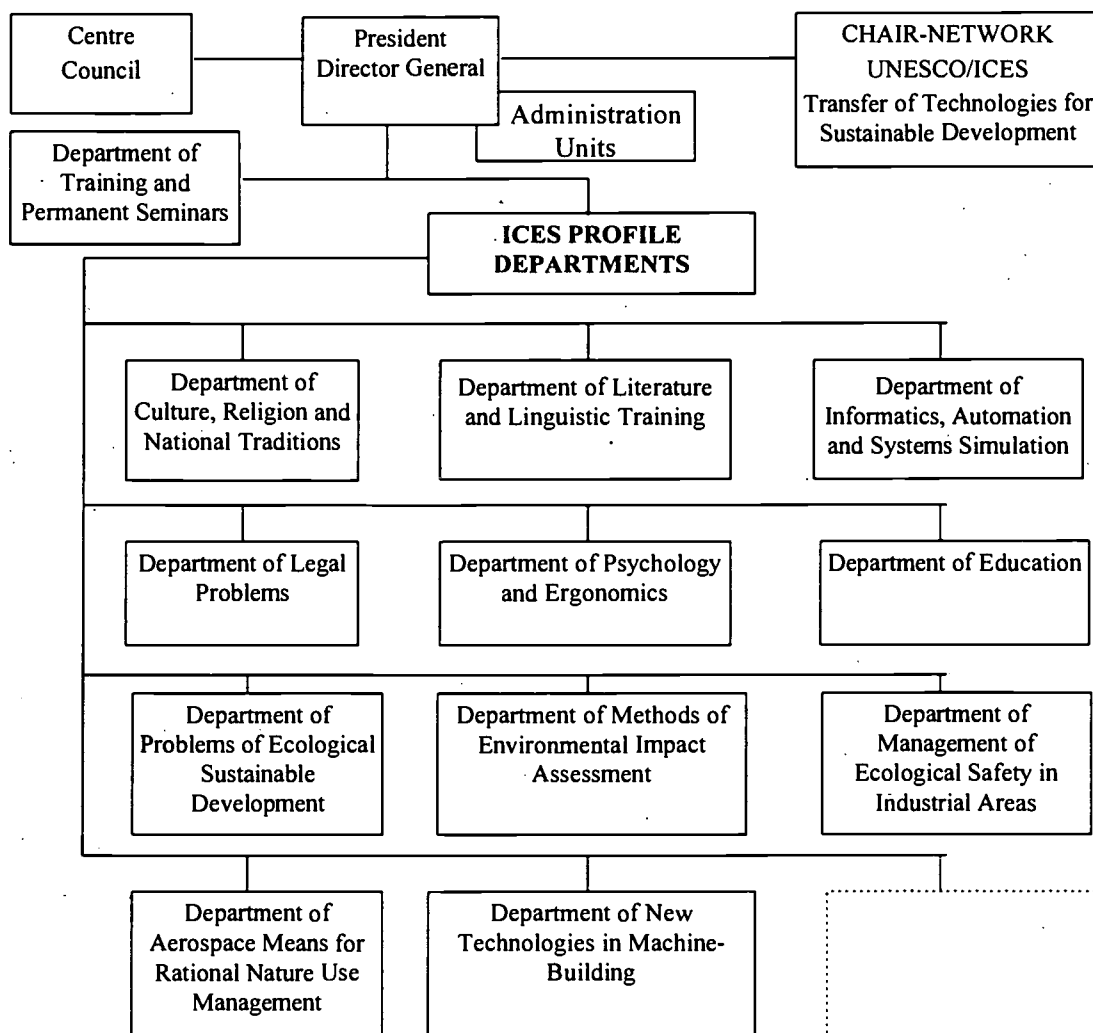 Centre
Council
President
Director General
CHAIR-NETWORK
UNESCO/ICES
Transfer of Technologies for
Sustainable Development
Administration
Units
Department of
Training and
Permanent Seminars
ICES PROFILE
DEPARTMENTS
Department of
Culture, Religion and
National Traditions
Department of Literature
and Linguistic Training
Department of
Informatics, Automation
and Systems Simulation
Department of Legal
Problems
Department of Psychology
and Ergonomics
Department of Education
Department of
Problems of Ecological
Sustainable
Development
Department of Methods of
Environmental Impact
Assessment
Department of
Management of
Ecological Safety in
Industrial Areas
Department of
Aerospace Means for
Rational Nature Use
Management
Department of New
Technologies in Machine-
Building